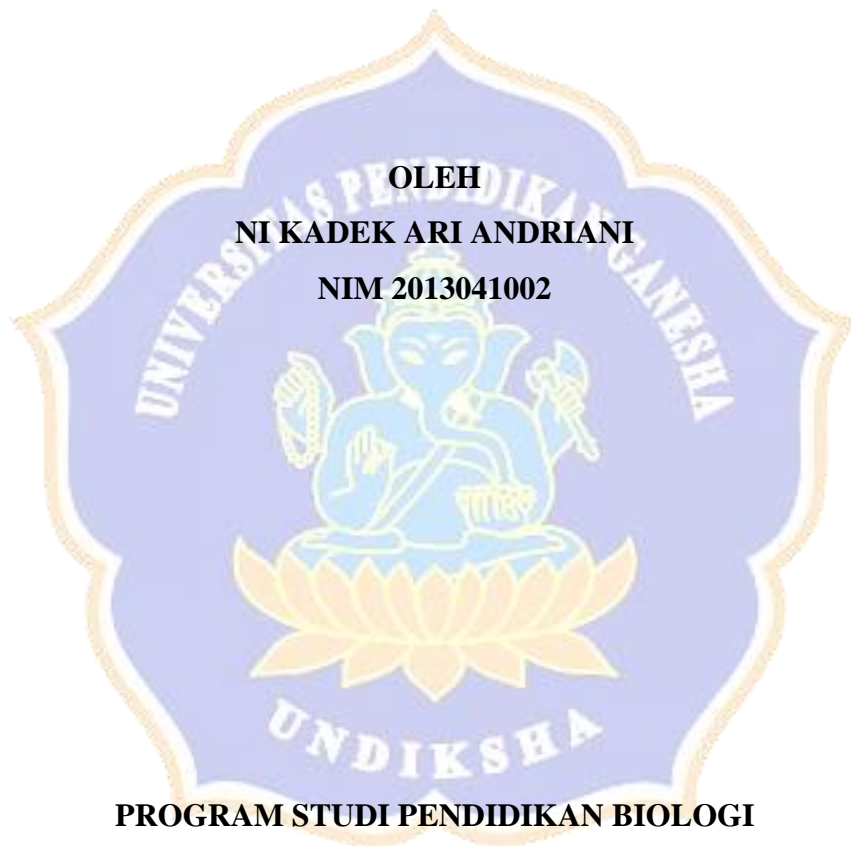 OLEH
NI KADEK ARI ANDRIANI
NIM 2013041002
UNIVERSITAS PENDIDIKAN GANESHA
UNDIKSHA
PROGRAM STUDI PENDIDIKAN BIOLOGI